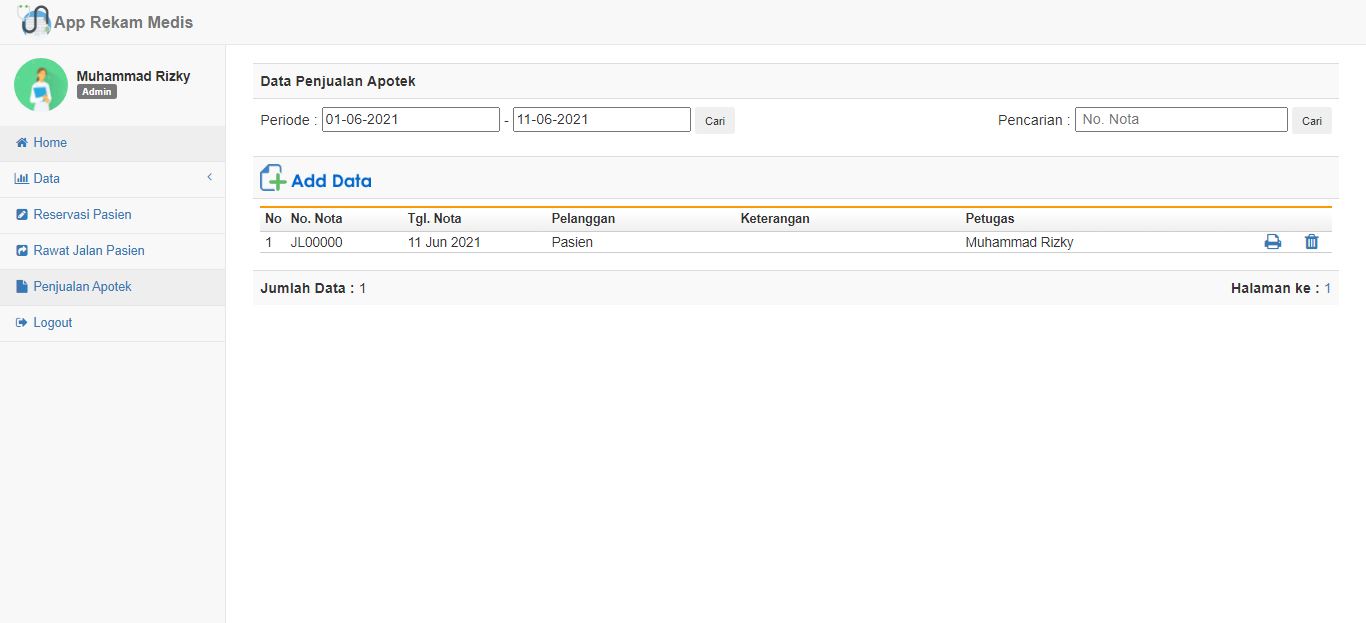 App Rekam Medis
Muhammad Rizky
Admin
Home
Data
Reservasi Pasien
Rawat Jalan Pasien
Penjualan Apotek
Logout
Data Penjualan Apotek
Periode : 01-06-2021 - 11-06-2021 Cari Pencarian : No. Nota Cari
Add Data
No No. Nota Tgl. Nota Pelanggan Keterangan Petugas
1 JL00000 11 Jun 2021 Pasien Muhammad Rizky
Jumlah Data : 1 Halaman ke : 1